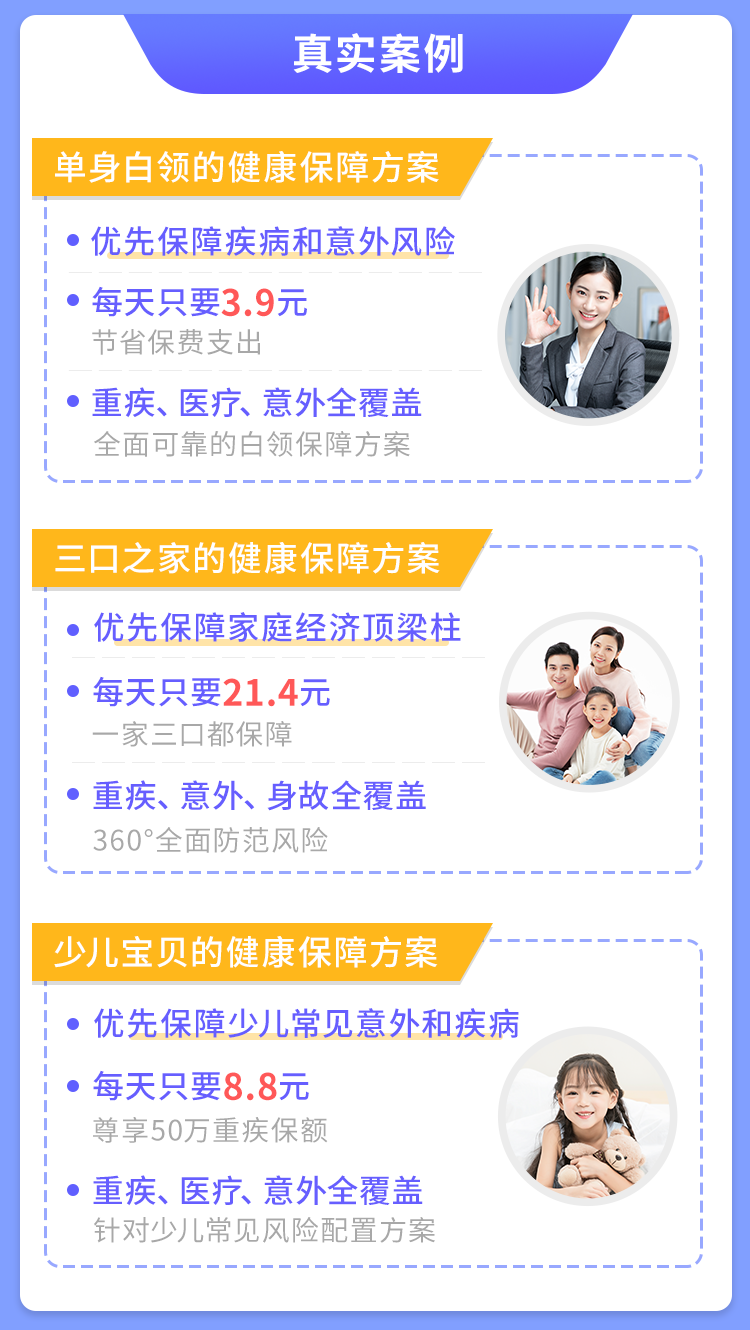 真实案例
单身白领的健康保障方案
优先保障疾病和意外风险
每天只要3.9元
节省保费支出
重疾、医疗、意外全覆盖
全面可靠的白领保障方案
三口之家的健康保障方案
优先保障家庭经济顶梁柱
每天只要21.4元
一家三口都保障
重疾、意外、身故全覆盖
360°全面防范风险
少儿宝贝的健康保障方案
优先保障少儿常见意外和疾病
每天只要8.8元
尊享50万重疾保额
重疾、医疗、意外全覆盖
针对少儿常见风险配置方案